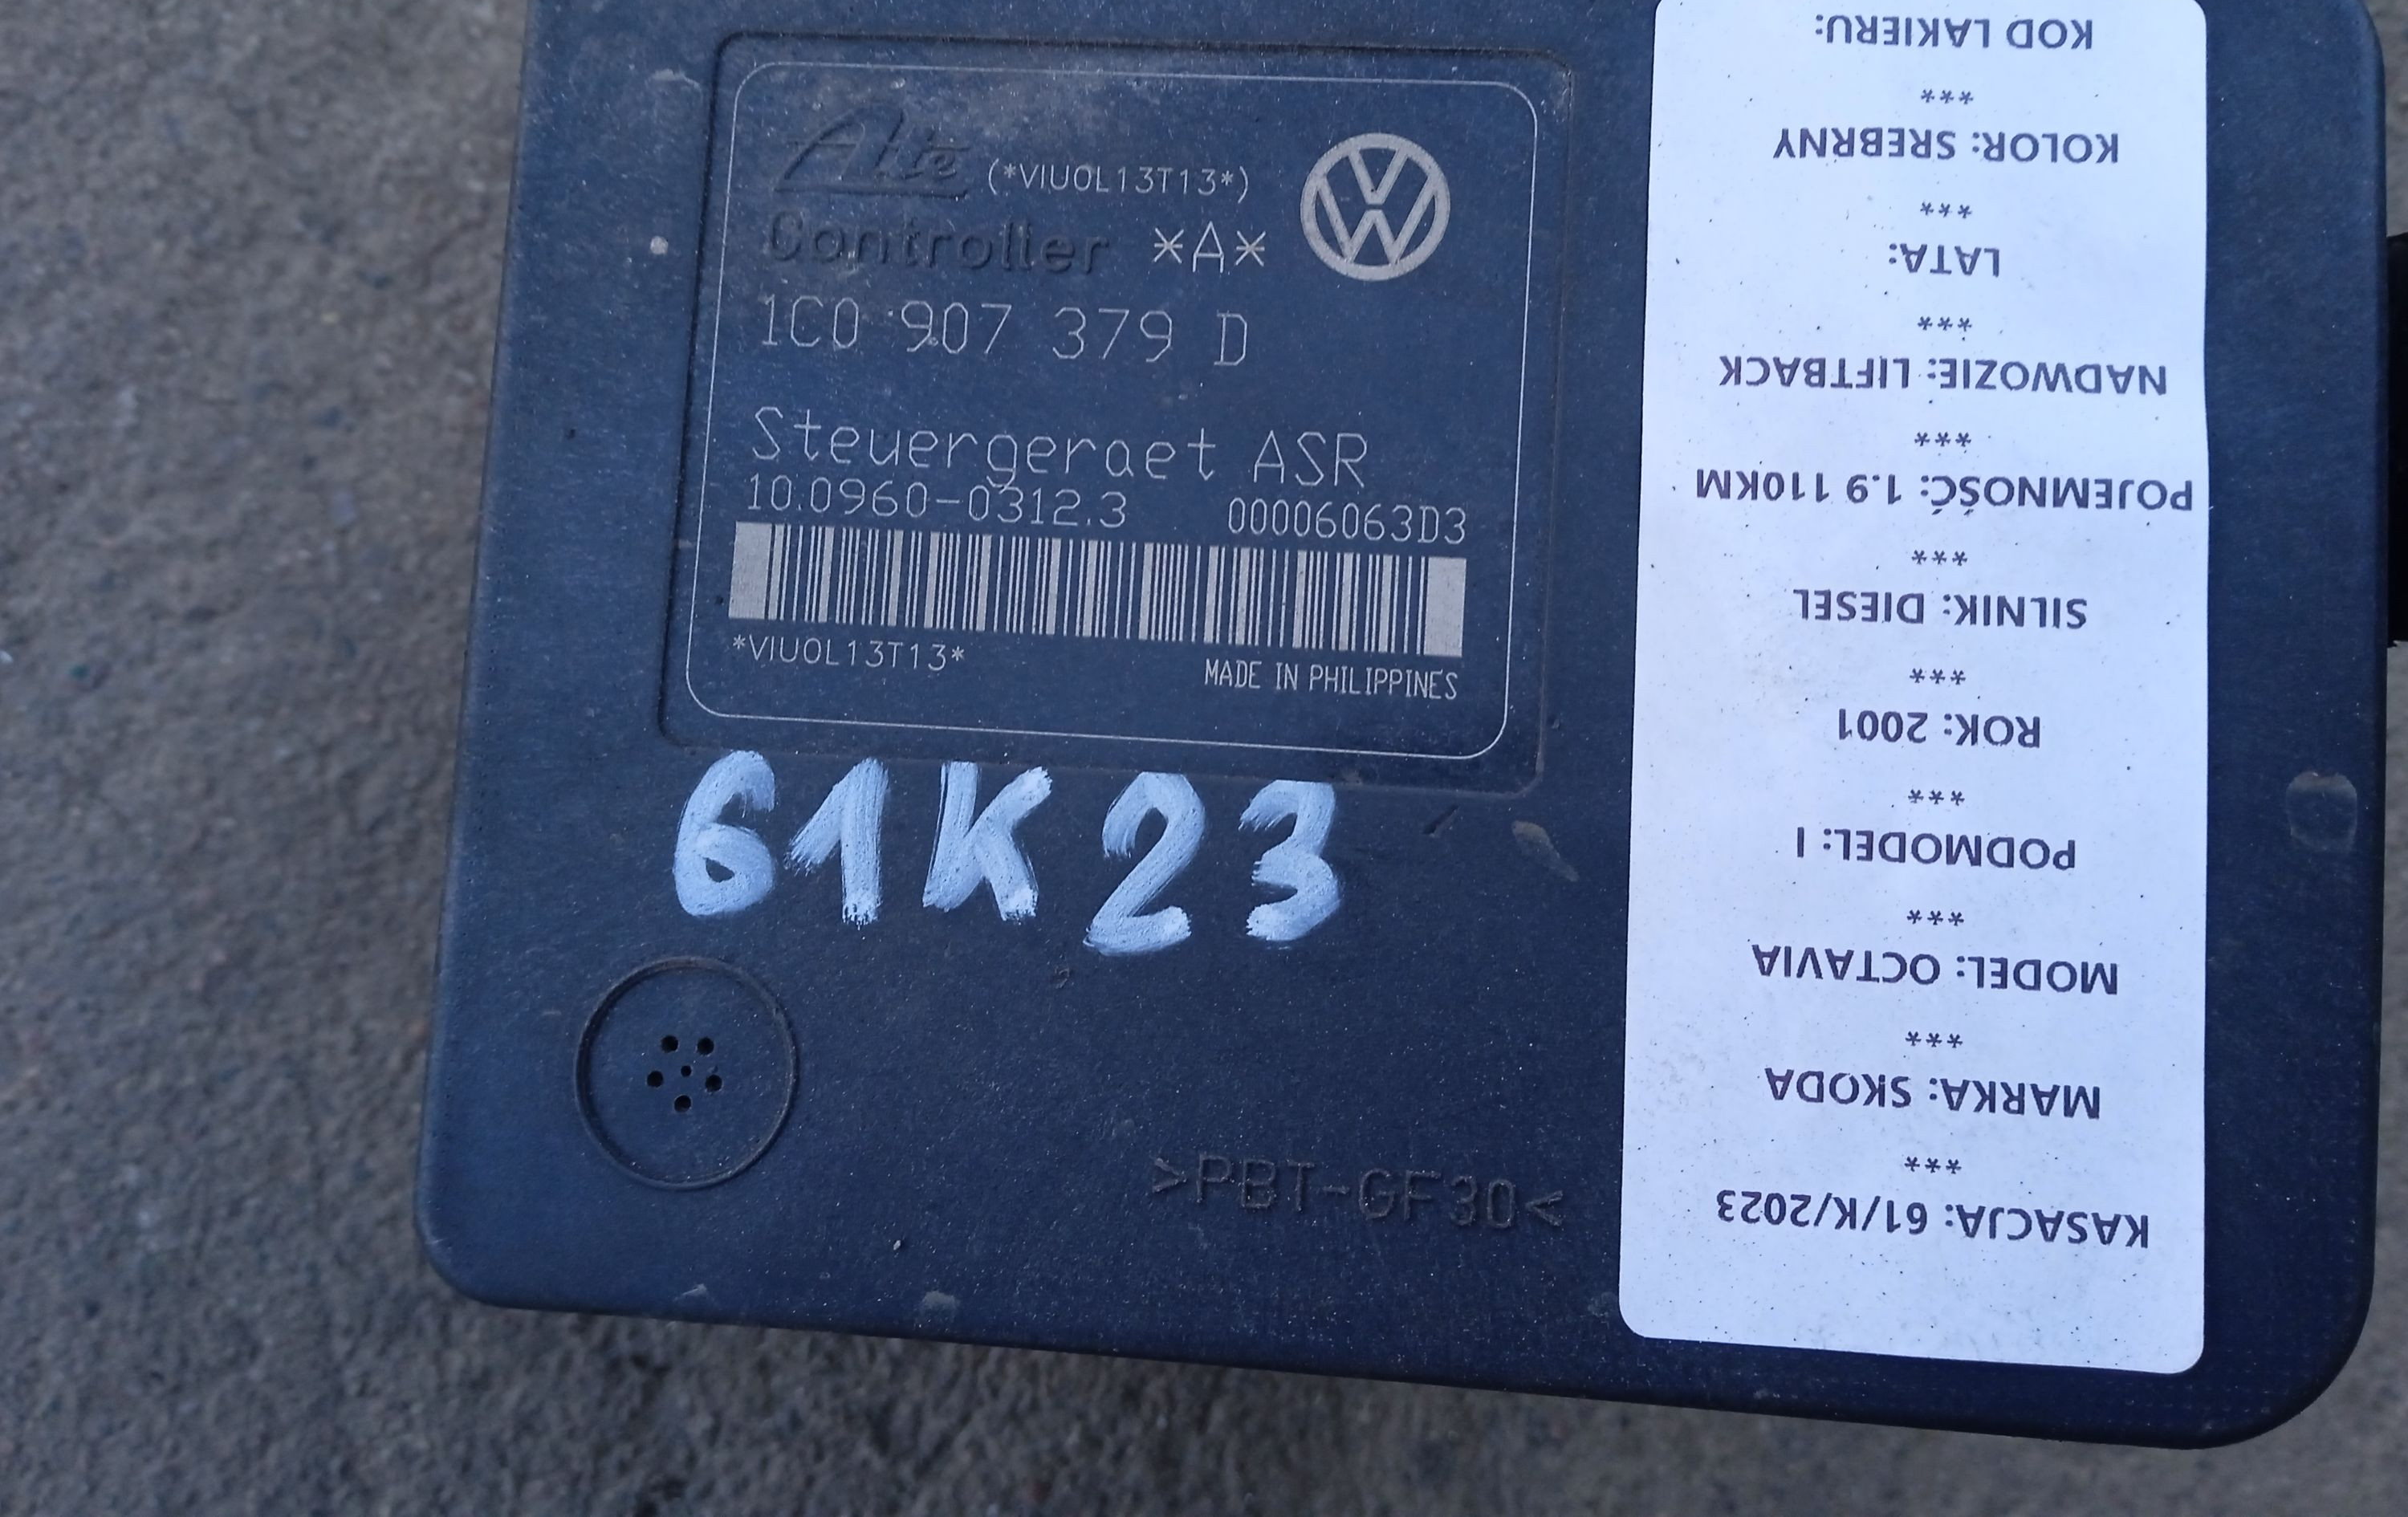 Ate (*VIUOL13T13*)
Controller *A*
1C0 907 379 D
Steuergeraet ASR
10.0960-0312.3 00006063D3
*VIUOL13T13*
MADE IN PHILIPPINES
61K23
>PBT-GF30<
KASACJA: 61/K/2023
***
MARKA: SKODA
***
MODEL: OCTAVIA
***
PODMODEL: I
***
ROK: 2001
***
SILNIK: DIESEL
***
POJEMNOŚĆ: 1.9 110KM
***
NADWOZIE: LIFTBACK
***
LATA:
***
KOLOR: SREBRNY
***
KOD LAKIERU: